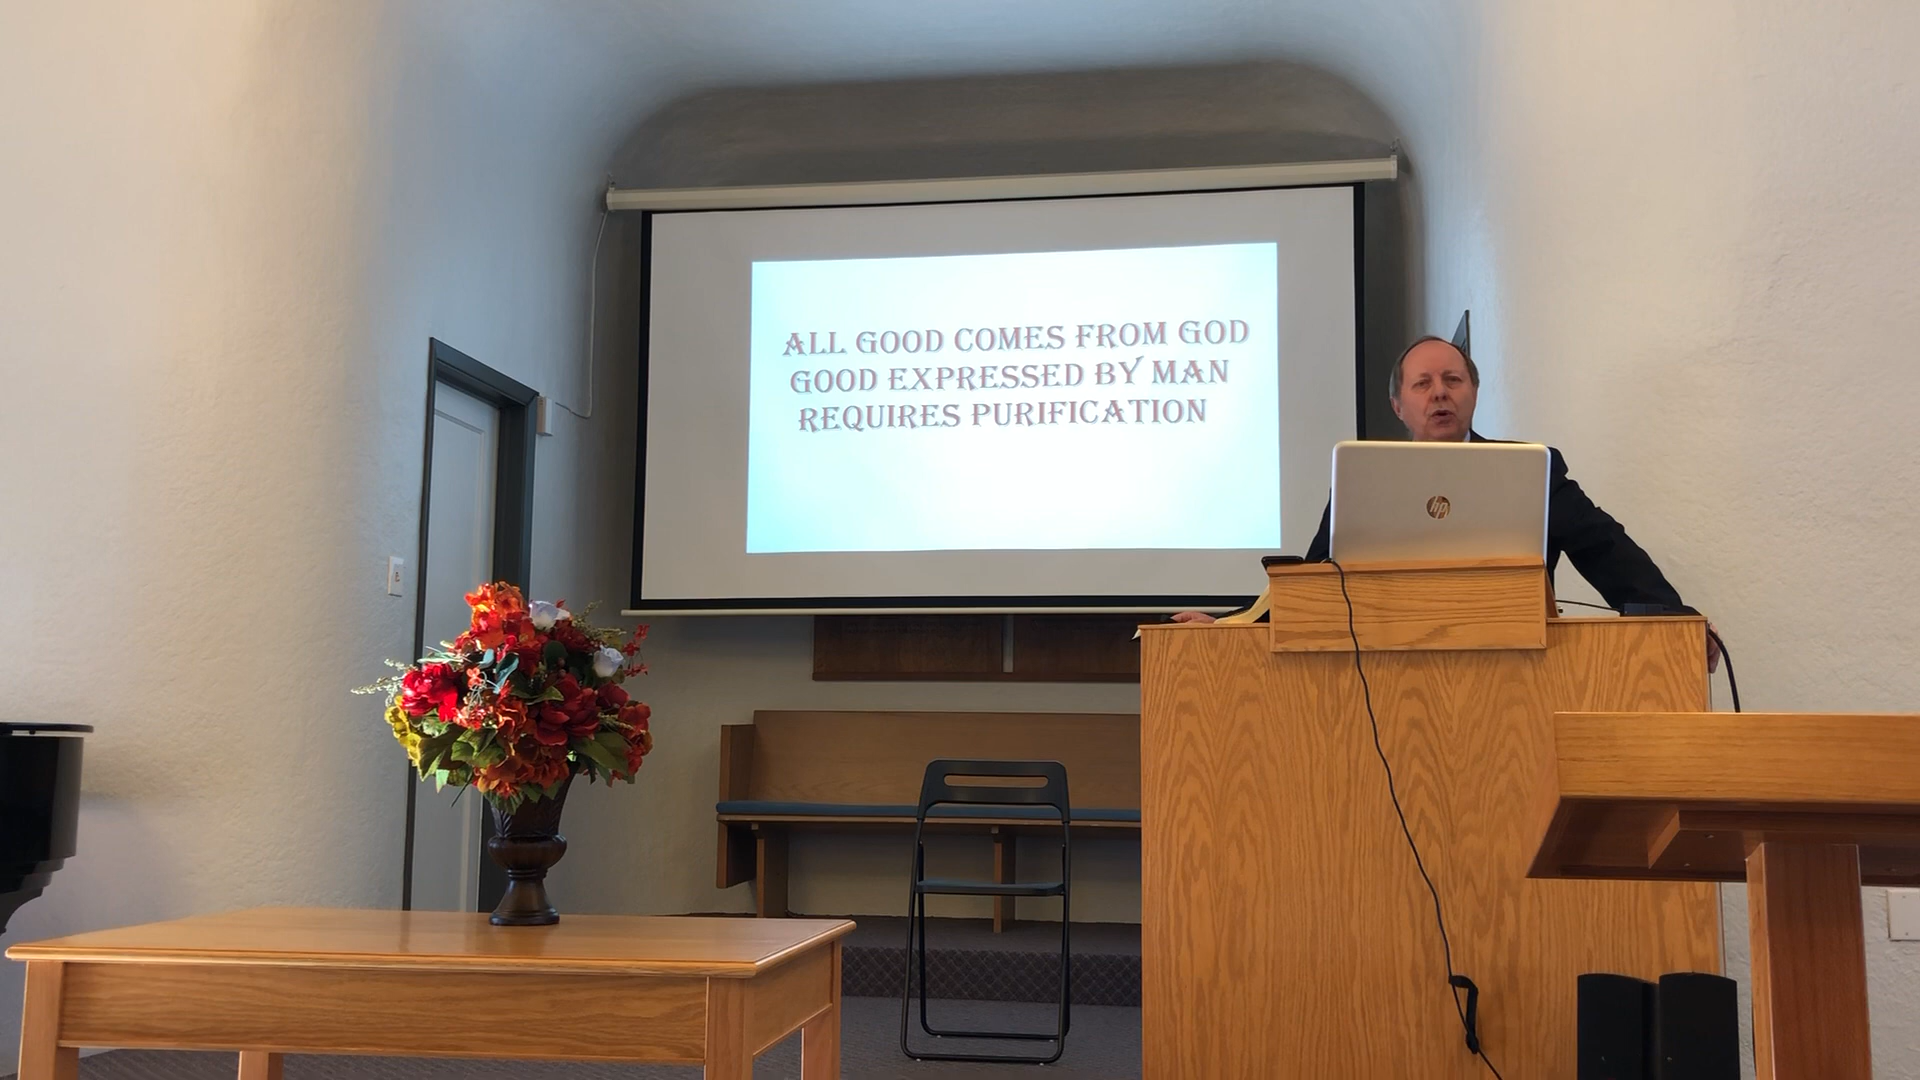 ALL GOOD COMES FROM GOD
GOOD EXPRESSED BY MAN
REQUIRES PURIFICATION
hp